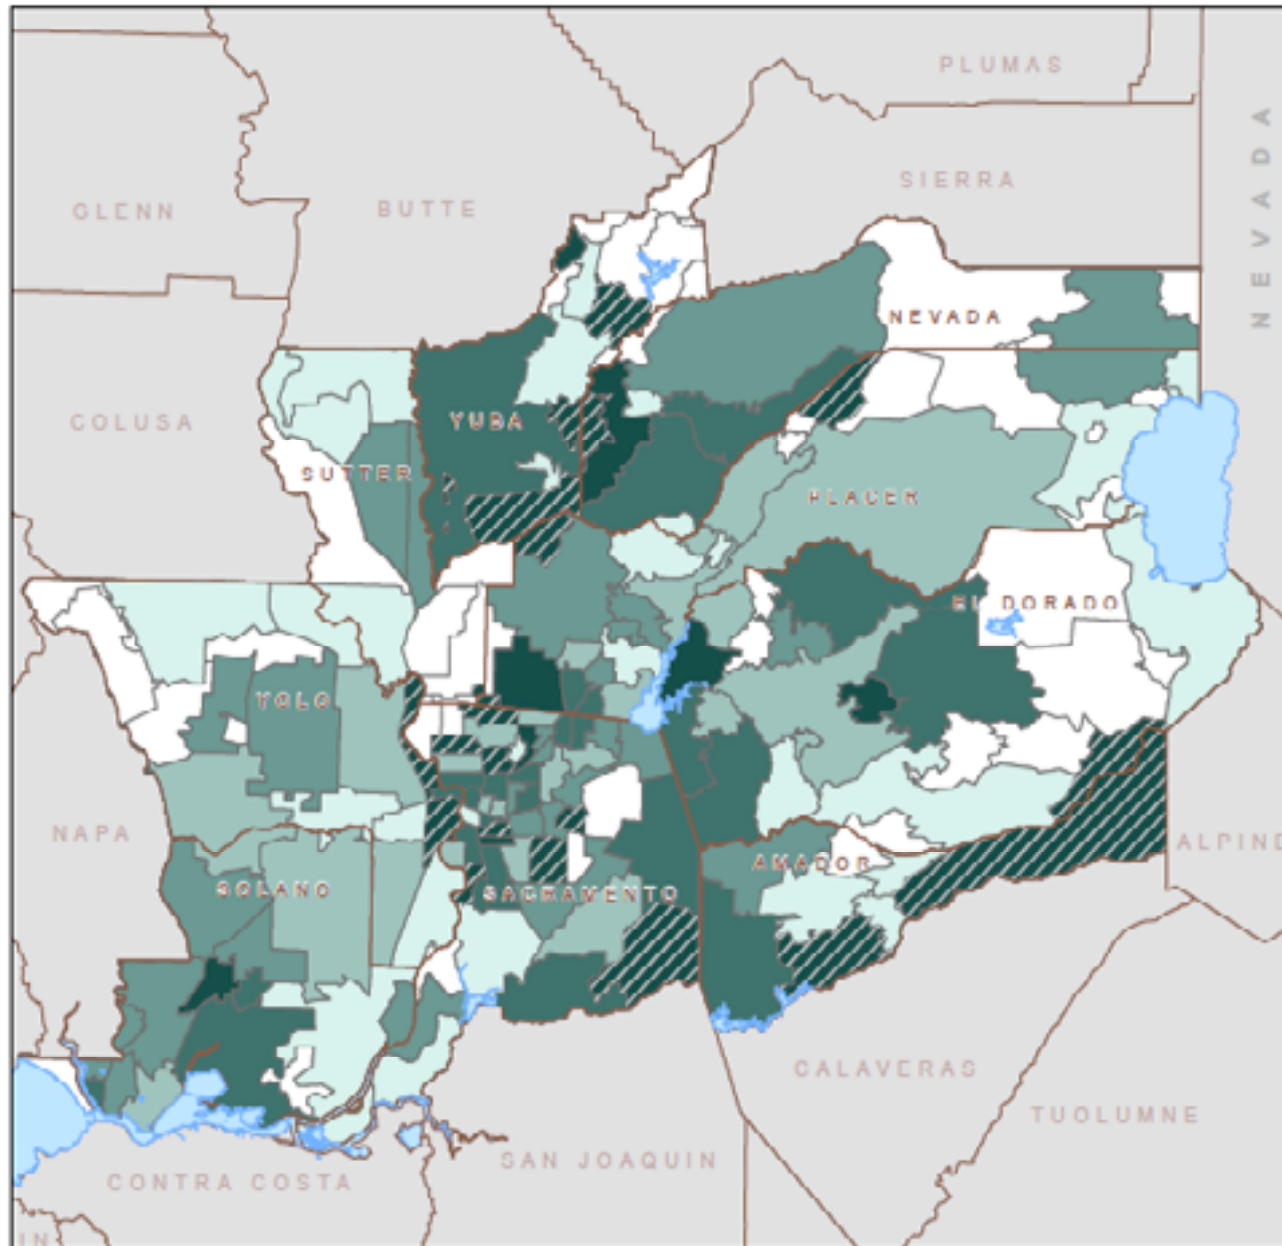 PLUMAS
NEVADA
SIERRA
GLENN
BUTTE
NEVADA
COLUSA
YUBA
SUTTER
PLACER
EL DORADO
YOLO
NAPA
ALPINE
AMADOR
SOLANO
SACRAMENTO
CALAVERAS
TUOLUMNE
SAN JOAQUIN
CONTRA COSTA
IN